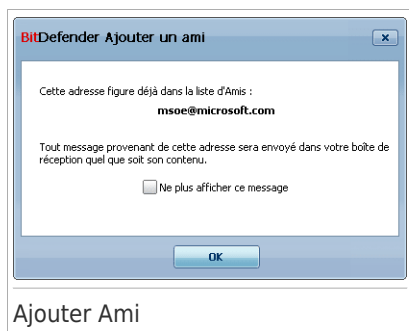 BitDefender Ajouter un ami
Cette adresse figure déjà dans la liste d'Amis :
msoe@microsoft.com
Tout message provenant de cette adresse sera envoyé dans votre boîte de
réception quel que soit son contenu.
Ne plus afficher ce message
OK
Ajouter Ami